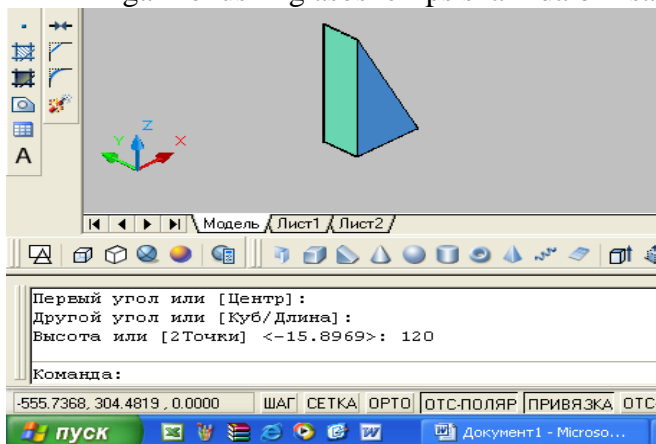 Z
Y X
A
Модель Лист1 Лист2
Первый угол или [Центр]:
Другой угол или [Куб/Длина]:
Высота или [2Точки] <-15.8969>: 120
Команда:
-555.7368, 304.4819 , 0.0000 ШАГ СЕТКА ОРТО ОТС-ПОЛЯР ПРИВЯЗКА ОТС
пуск Документ1 - Microso...